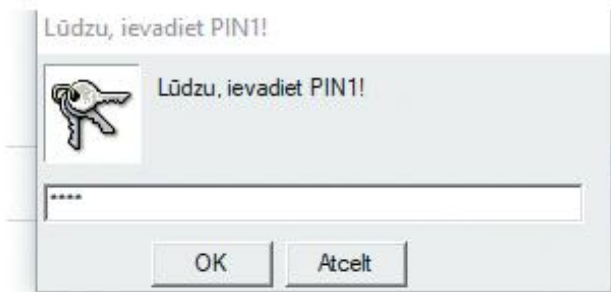 Lūdzu, ievadiet PIN1!
Lūdzu, ievadiet PIN1!
****
OK
Atcelt